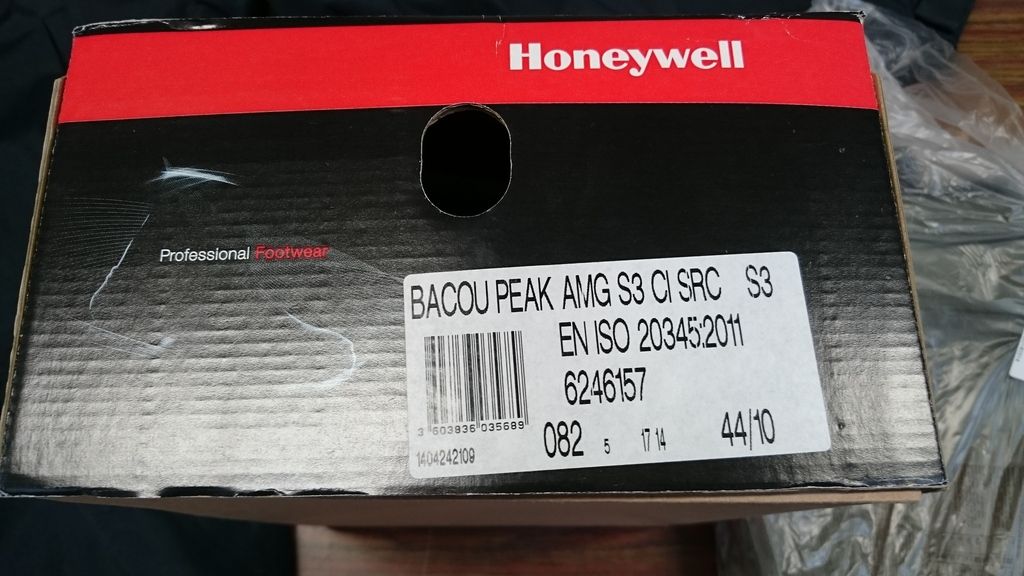 Honeywell
Professional Footwear
BACOU PEAK AMG S3 CI SRC S3
EN ISO 20345:2011
6246157
3 603836 035689
082 5 17 14 44/10
1404242109